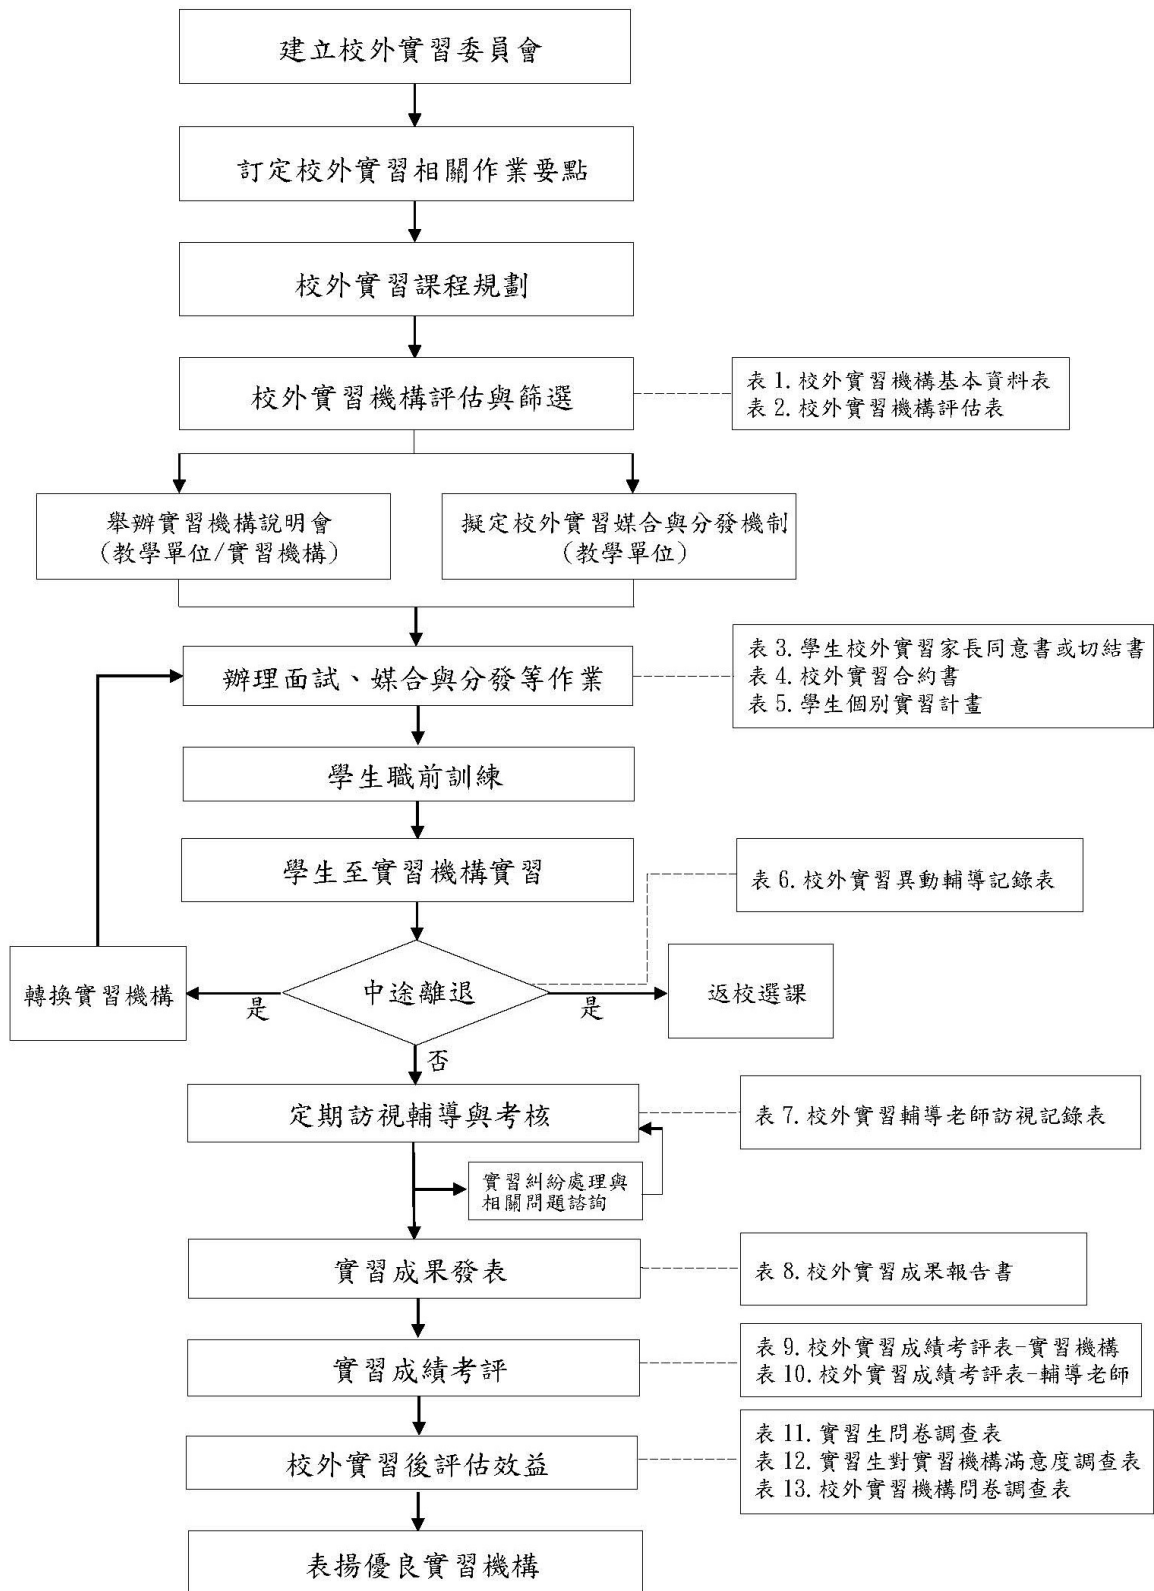 建立校外實習委員會
訂定校外實習相關作業要點
校外實習課程規劃
校外實習機構評估與篩選
表 1.校外實習機構基本資料表
表 2.校外實習機構評估表
舉辦實習機構說明會
(教學單位/實習機構)
擬定校外實習媒合與分發機制
(教學單位)
辦理面試、媒合與分發等作業
表 3.學生校外實習家長同意書或切結書
表 4.校外實習合約書
表 5.學生個別實習計畫
學生職前訓練
學生至實習機構實習
表 6.校外實習異動輔導記錄表
轉換實習機構
是
中途離退
是
返校選課
否
定期訪視輔導與考核
表 7.校外實習輔導老師訪視記錄表
實習糾紛處理與
相關問題諮詢
實習成果發表
表 8.校外實習成果報告書
實習成績考評
表 9.校外實習成績考評表-實習機構
表 10.校外實習成績考評表-輔導老師
校外實習後評估效益
表 11.實習生問卷調查表
表 12.實習生對實習機構滿意度調查表
表 13.校外實習機構問卷調查表
表揚優良實習機構